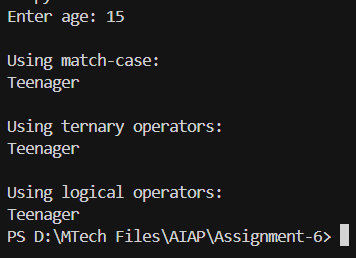 Enter age: 15
Using match-case:
Teenager
Using ternary operators:
Teenager
Using logical operators:
Teenager
PS D:\MTech Files\AIAP\Assignment-6>